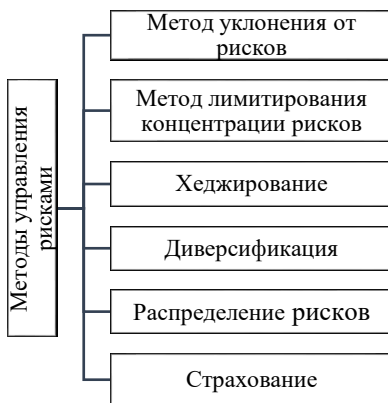 Методы управления
рисками
Метод уклонения от
рисков
Метод лимитирования
концентрации рисков
Хеджирование
Диверсификация
Распределение рисков
Страхование